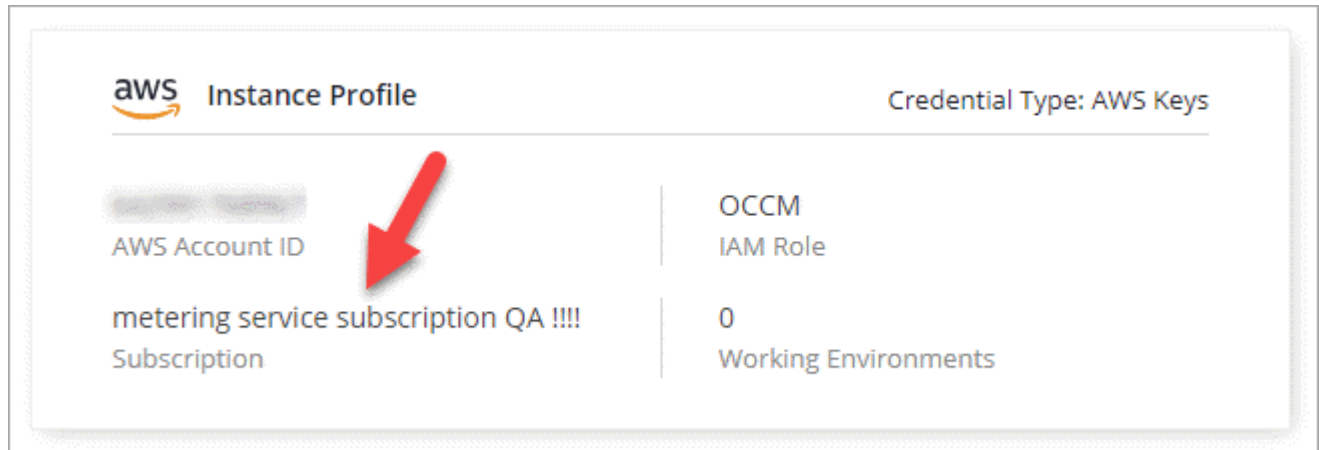 aws Instance Profile
Credential Type: AWS Keys
AWS Account ID
OCCM
IAM Role
metering service subscription QA !!!!
Subscription
0
Working Environments